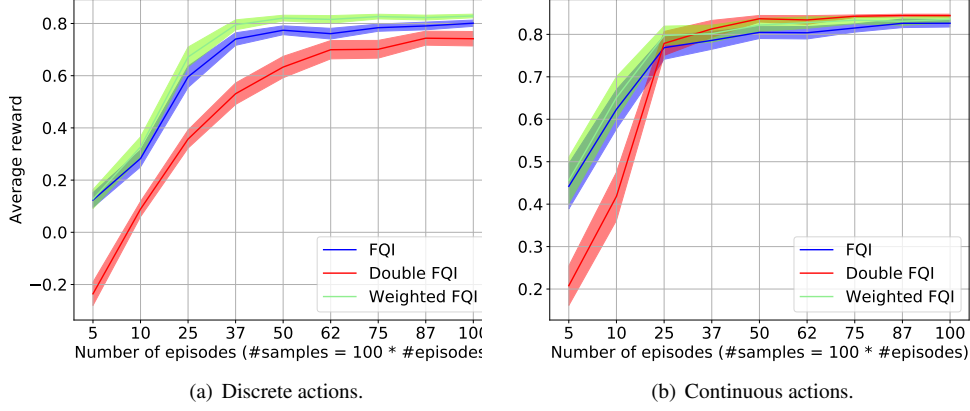 0.8
0.6
0.4
0.2
0.0
−0.2
Average reward
FQI
Double FQI
Weighted FQI
5 10 25 37 50 62 75 87 100
Number of episodes (#samples = 100 * #episodes
(a) Discrete actions.
0.8
0.7
0.6
0.5
0.4
0.3
0.2
FQI
Double FQI
Weighted FQI
5 10 25 37 50 62 75 87 100
Number of episodes (#samples = 100 * #episodes)
(b) Continuous actions.